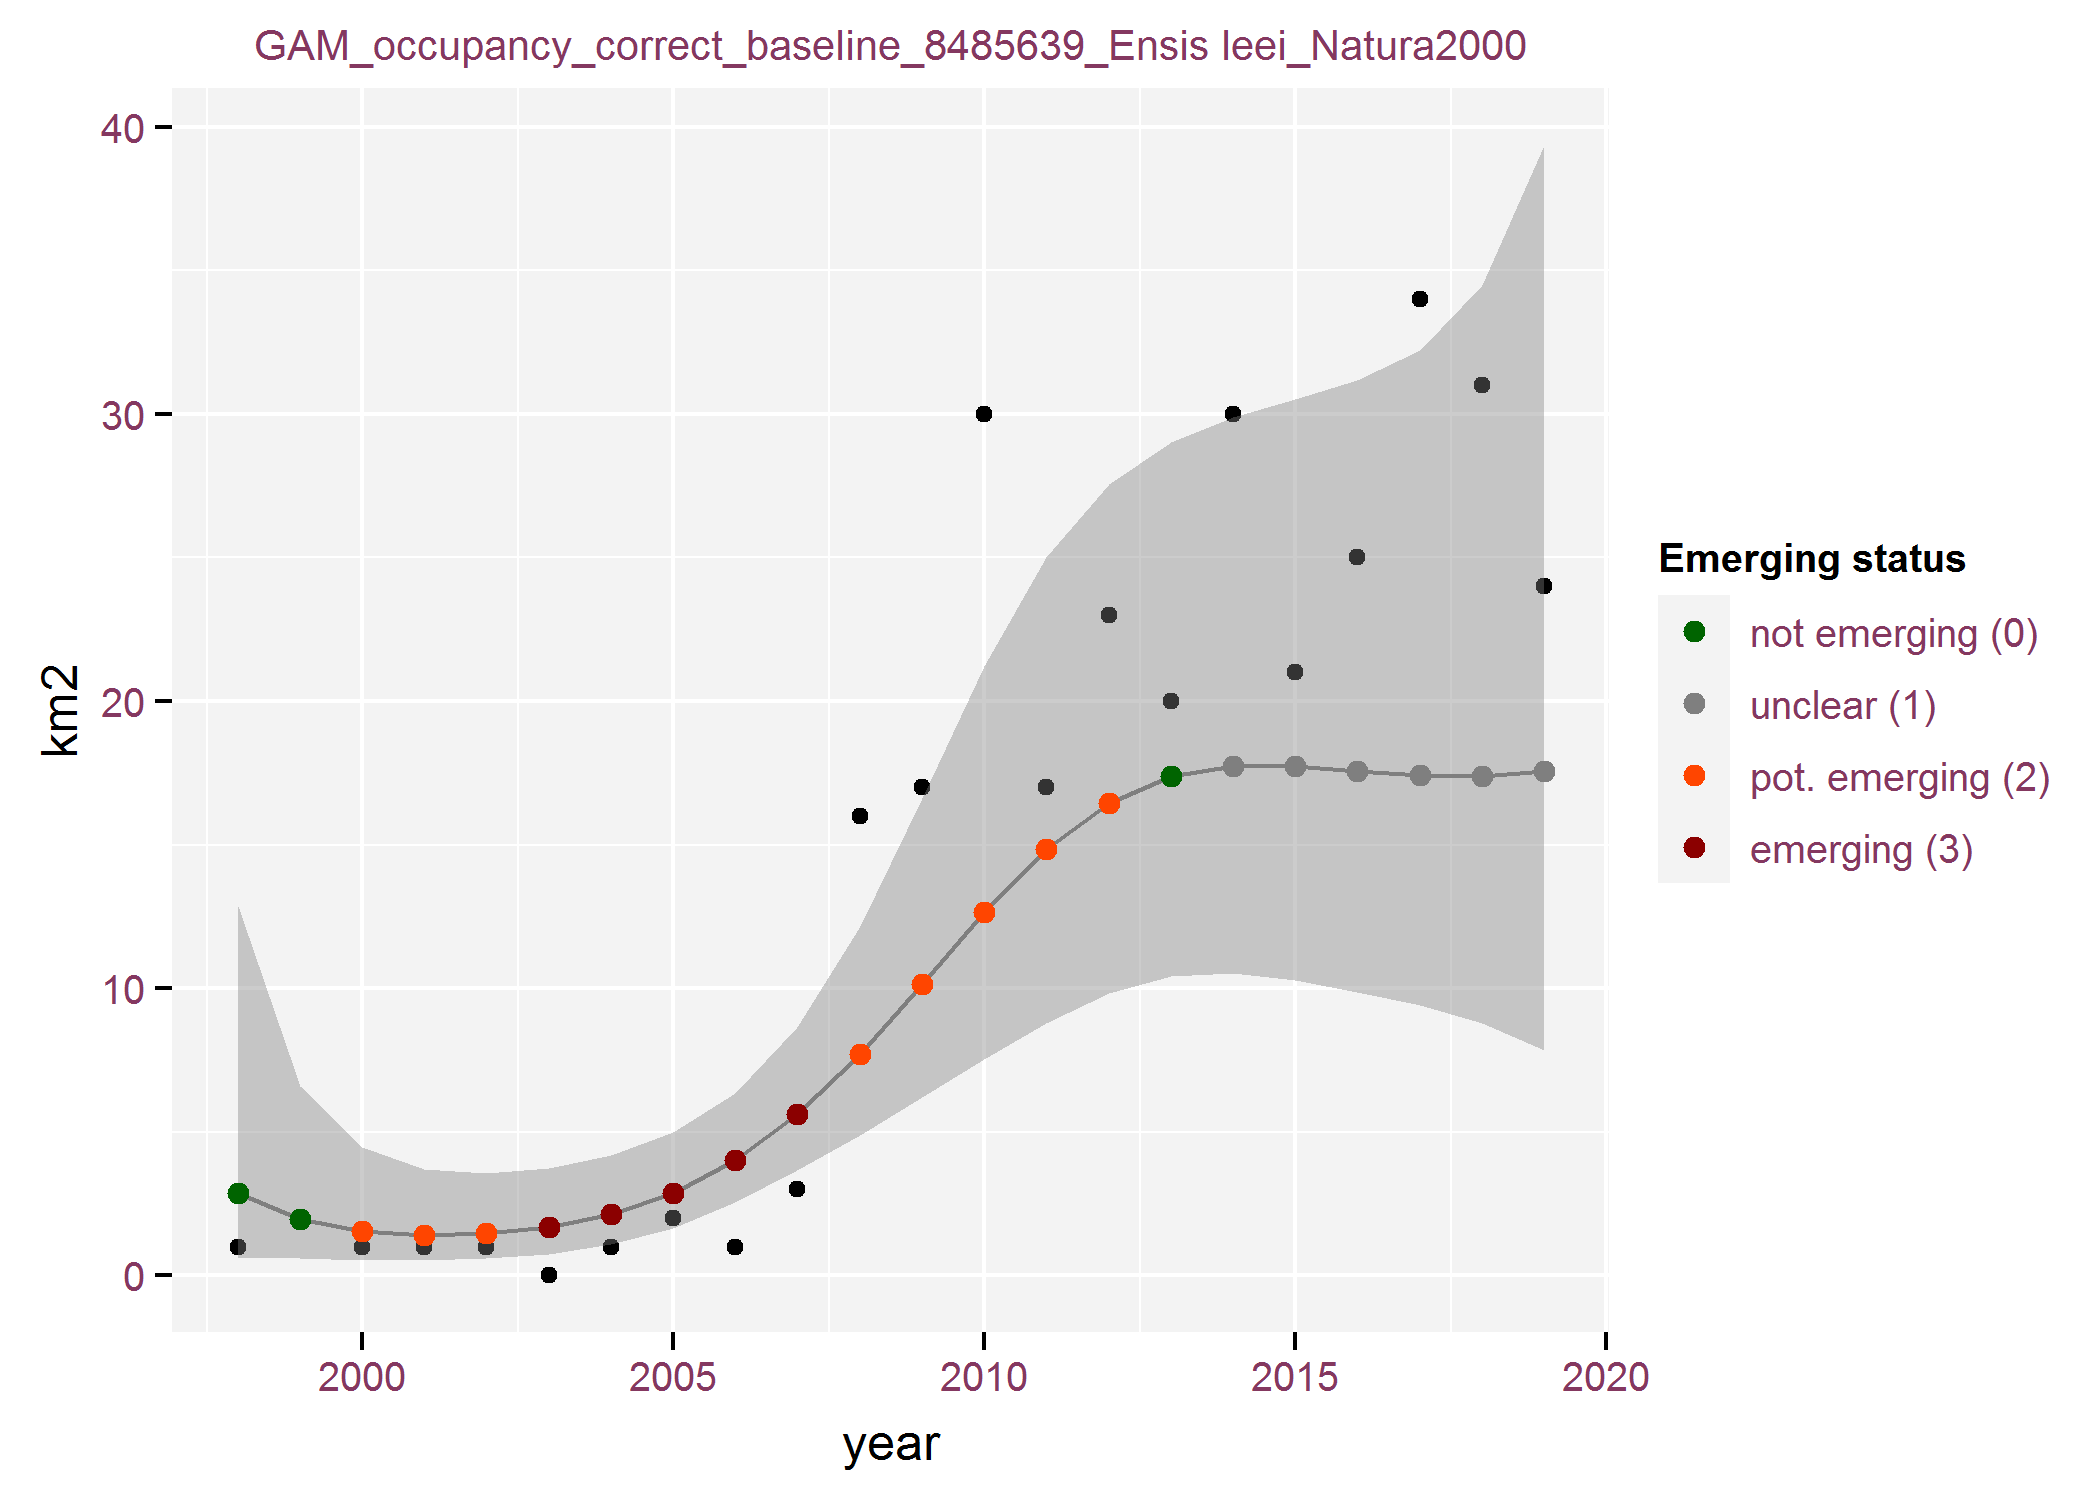 GAM_occupancy_correct_baseline_8485639_Ensis leei_Natura2000
40
30
20
10
0
km2
2000 2005 2010 2015 2020
year
Emerging status
not emerging (0)
unclear (1)
pot. emerging (2)
emerging (3)